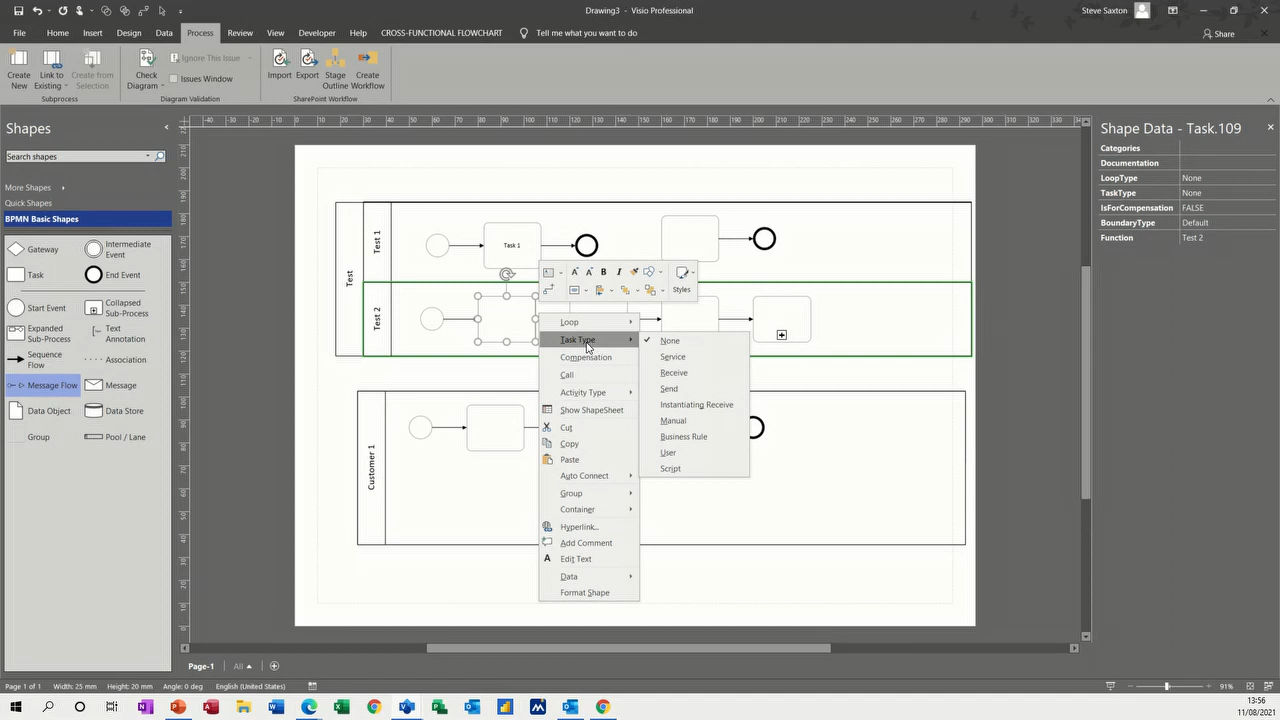 Drawing3 - Visio Professional
Steve Saxton
File Home Insert Design Data Process Review View Developer Help CROSS-FUNCTIONAL FLOWCHART Tell me what you want to do
Share
Create New
Link to Existing
Create from Selection
Subprocess
Check Diagram
Ignore This Issue
Issues Window
Diagram Validation
Import
Export
Stage Outline
Create Workflow
SharePoint Workflow
Shapes
Search shapes
More Shapes
Quick Shapes
BPMN Basic Shapes
Gateway
Intermediate Event
Task
End Event
Start Event
Collapsed Sub-Process
Expanded Sub-Process
Text Annotation
Sequence Flow
Association
Message Flow
Message
Data Object
Data Store
Group
Pool / Lane
Test
Test 1
Task 1
Test 2
Customer 1
Styles
Loop
Task Type
Compensation
Call
Activity Type
Show ShapeSheet
Cut
Copy
Paste
Auto Connect
Group
Container
Hyperlink...
Add Comment
Edit Text
Data
Format Shape
None
Service
Receive
Send
Instantiating Receive
Manual
Business Rule
User
Script
Shape Data - Task.109
Categories
Documentation
LoopType None
TaskType None
IsForCompensation FALSE
BoundaryType Default
Function Test 2
Page-1 All
Page 1 of 1 Width: 25 mm Height: 20 mm Angle: 0 deg English (United States)
91%
13:56
11/08/2021